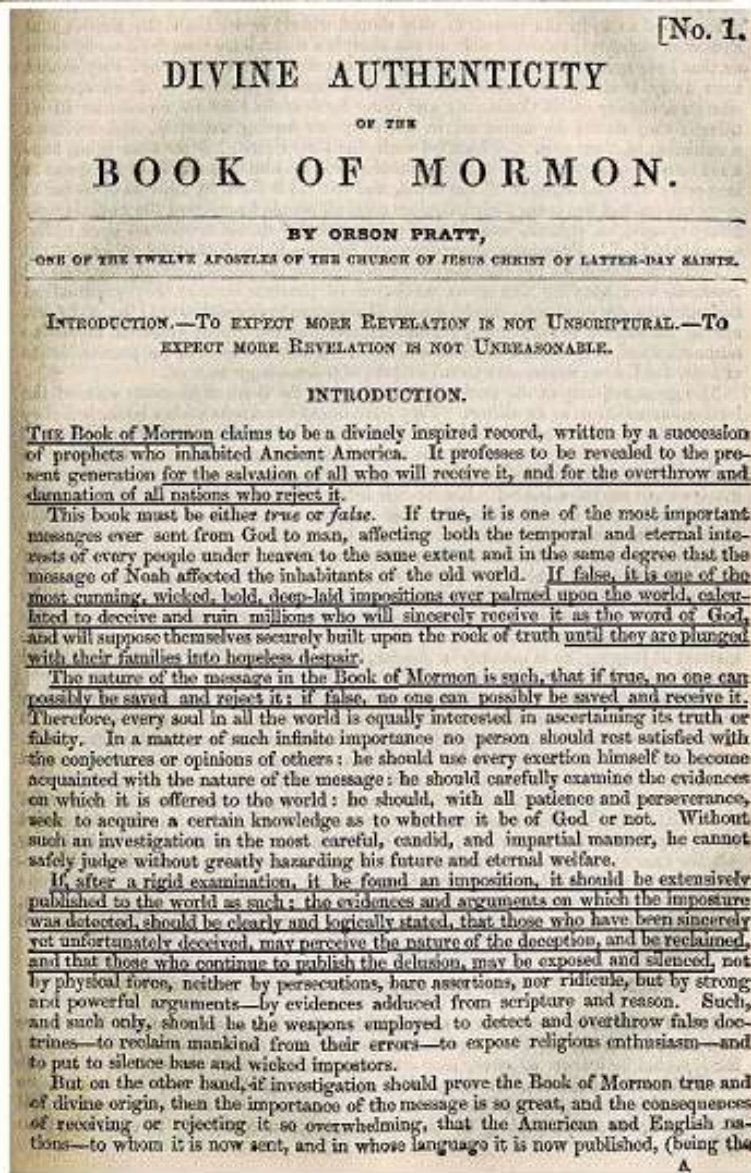 [No. 1.
DIVINE AUTHENTICITY
OF THE
BOOK OF MORMON.
BY ORSON PRATT,
ONE OF THE TWELVE APOSTLES OF THE CHURCH OF JESUS CHRIST OF LATTER-DAY SAINTS.
INTRODUCTION.—TO EXPECT MORE REVELATION IS NOT UNSCRIPTURAL.—TO
EXPECT MORE REVELATION IS NOT UNREASONABLE.
INTRODUCTION.
THE Book of Mormon claims to be a divinely inspired record, written by a succession
of prophets who inhabited Ancient America. It professes to be revealed to the pre-
sent generation for the salvation of all who will receive it, and for the overthrow and
damnation of all nations who reject it.
This book must be either true or false. If true, it is one of the most important
messages ever sent from God to man, affecting both the temporal and eternal inte-
rests of every people under heaven to the same extent and in the same degree that the
message of Noah affected the inhabitants of the old world. If false, it is one of the
most cunning, wicked, bold, deep-laid impositions ever palmed upon the world, calcu-
lated to deceive and ruin millions who will sincerely receive it as the word of God,
and will suppose themselves securely built upon the rock of truth until they are plunged
with their families into hopeless despair.
The nature of the message in the Book of Mormon is such, that if true, no one can
possibly be saved and reject it: if false, no one can possibly be saved and receive it.
Therefore, every soul in all the world is equally interested in ascertaining its truth or
falsity. In a matter of such infinite importance no person should rest satisfied with
the conjectures or opinions of others: he should use every exertion himself to become
acquainted with the nature of the message: he should carefully examine the evidences
on which it is offered to the world: he should, with all patience and perseverance,
seek to acquire a certain knowledge as to whether it be of God or not. Without
such an investigation in the most careful, candid, and impartial manner, he cannot
safely judge without greatly hazarding his future and eternal welfare.
If, after a rigid examination, it be found an imposition, it should be extensively
published to the world as such; the evidences and arguments on which the imposture
was detected, should be clearly and logically stated, that those who have been sincerely
yet unfortunately deceived, may perceive the nature of the deception, and be reclaimed,
and that those who continue to publish the delusion, may be exposed and silenced, not
by physical force, neither by persecutions, bare assertions, nor ridicule, but by strong
and powerful arguments—by evidences adduced from scripture and reason. Such,
and such only, should be the weapons employed to detect and overthrow false doc-
trines—to reclaim mankind from their errors—to expose religious enthusiasm—and
to put to silence base and wicked impostors.
But on the other hand, if investigation should prove the Book of Mormon true and
of divine origin, then the importance of the message is so great, and the consequences
of receiving or rejecting it so overwhelming, that the American and English na-
tions—to whom it is now sent, and in whose language it is now published, (being the
A